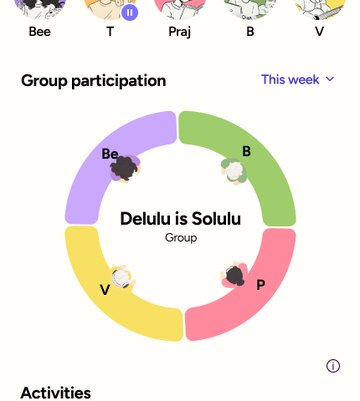 Bee T Praj B V
Group participation This week
Be B
Delulu is Solulu
Group
V P
Activities